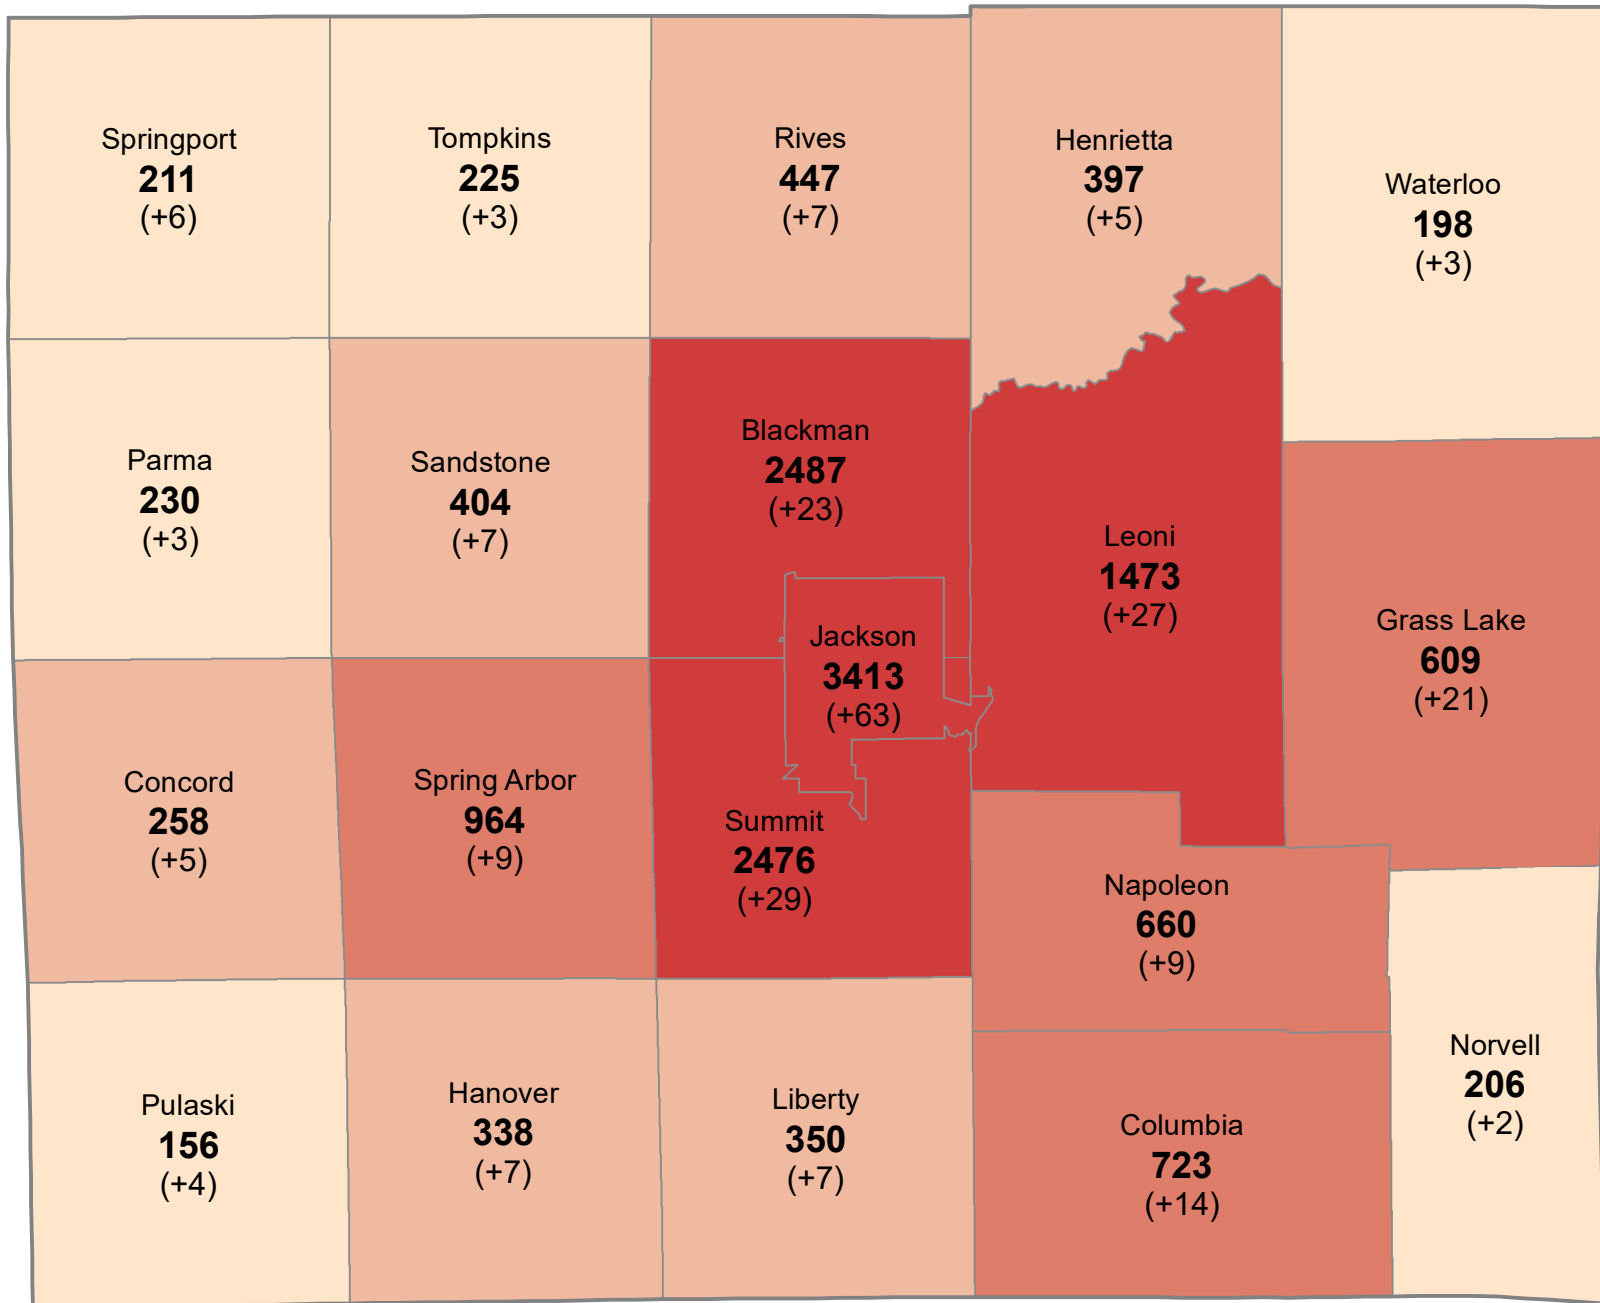 Springport
211
(+6)
Tompkins
225
(+3)
Rives
447
(+7)
Henrietta
397
(+5)
Waterloo
198
(+3)
Parma
230
(+3)
Sandstone
404
(+7)
Blackman
2487
(+23)
Leoni
1473
(+27)
Grass Lake
609
(+21)
Jackson
3413
(+63)
Concord
258
(+5)
Spring Arbor
964
(+9)
Summit
2476
(+29)
Napoleon
660
(+9)
Norvell
206
(+2)
Pulaski
156
(+4)
Hanover
338
(+7)
Liberty
350
(+7)
Columbia
723
(+14)